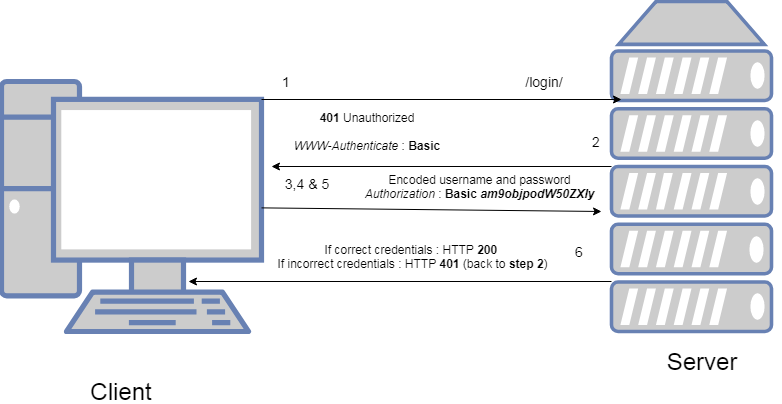 1 /login/
401 Unauthorized
WWW-Authenticate : Basic
2
3,4 & 5
Encoded username and password
Authorization : Basic am9objpodW50ZXIy
If correct credentials : HTTP 200
6
If incorrect credentials : HTTP 401 (back to step 2)
Server
Client